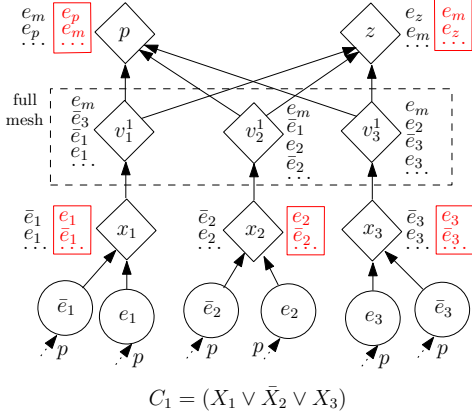 e_m
e_p
...
e_p
e_m
...
p
z
e_z
e_m
...
e_m
e_z
...
full
mesh
e_m
ē_3
ē_1
e_1
...
v_1^1
v_2^1
e_m
ē_1
e_2
ē_2
...
v_3^1
e_m
e_2
ē_3
e_3
...
ē_1
e_1
...
e_1
ē_1
...
x_1
ē_2
e_2
...
x_2
e_2
ē_2
...
x_3
ē_3
e_3
...
e_3
ē_3
...
ē_1
e_1
ē_2
e_2
e_3
ē_3
p
p
p
p
p
p
C_1 = (X_1 ∨ X̄_2 ∨ X_3)